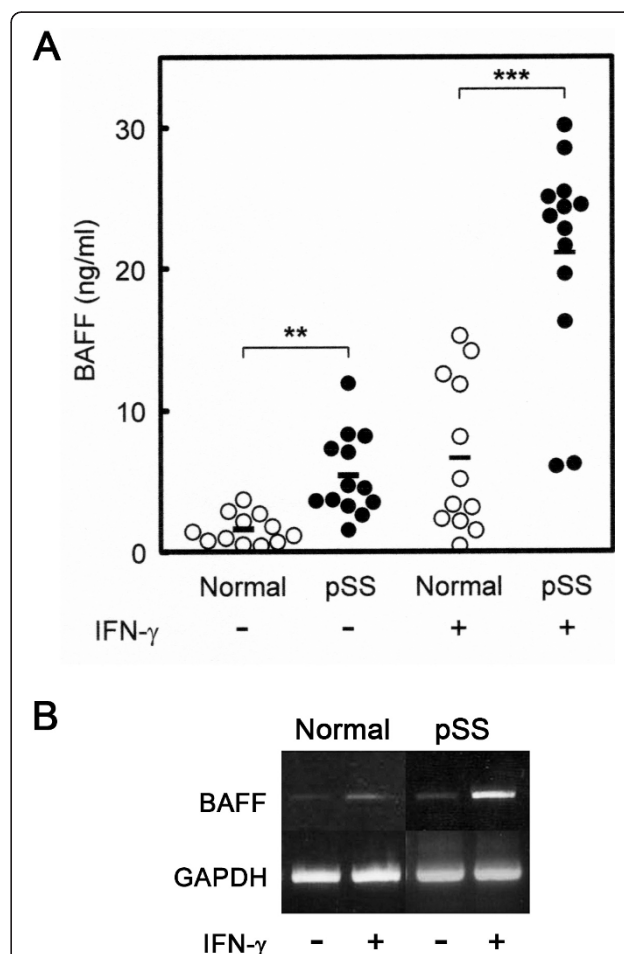 A
30
20
10
0
BAFF (ng/ml)
**
***
Normal pSS Normal pSS
IFN-γ - - + +
B
Normal pSS
BAFF
GAPDH
IFN-γ - + - +